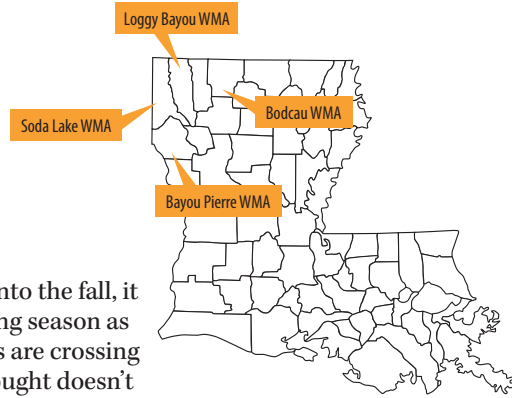 Loggy Bayou WMA
Bodcau WMA
Soda Lake WMA
Bayou Pierre WMA
nto the fall, it
ng season as
s are crossing
ught doesn’t